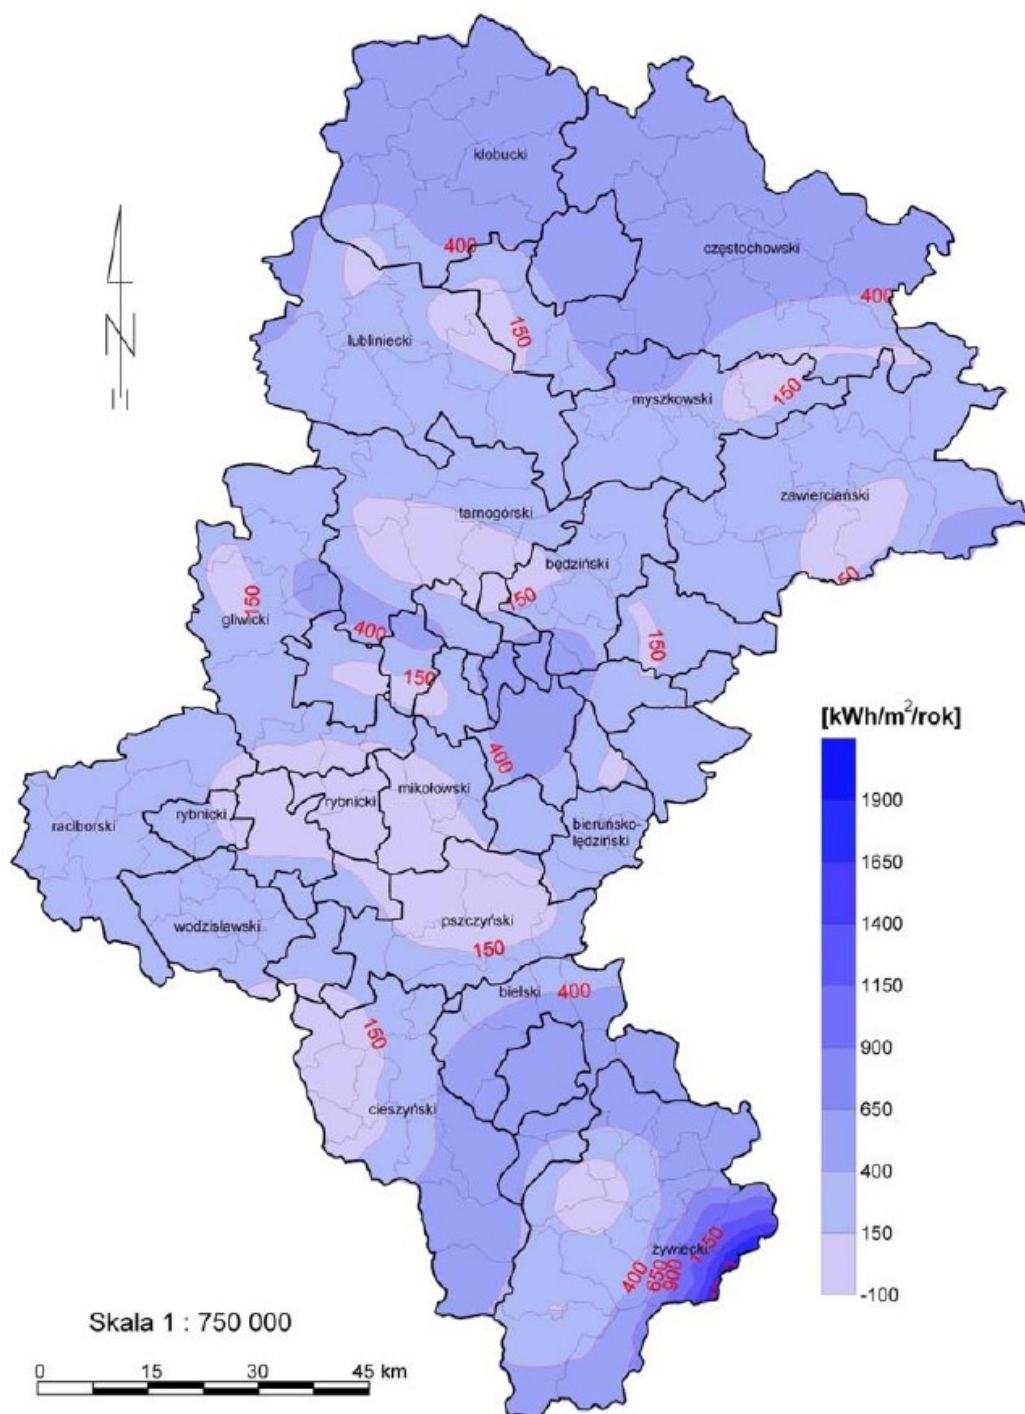 kłobucki
400
częstochowski
400
150
lubliniecki
150
myszkowski
zawierciański
tarnogórski
będziński
150
150
gliwicki
400
150
150
[kWh/m²/rok]
400
mikołowski
rybnicki
rybnicki
raciborski
bieruńsko-
lędziński
1900
1650
1400
1150
900
650
400
150
-100
pszczyński
wodzisławski
150
bielski
400
150
cieszyński
żywiecki
400
650
900
N
Skala 1 : 750 000
0 15 30 45 km